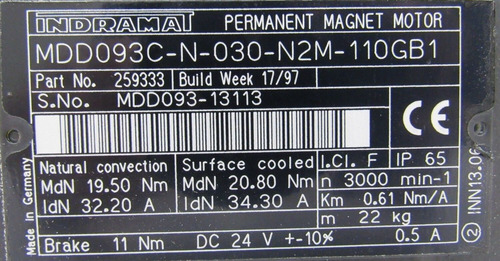 INDRAMAT PERMANENT MAGNET MOTOR
MDD093C-N-030-N2M-110GB1
Part No. 259333 Build Week 17/97
S.No. MDD093-13113
CE
Natural convection Surface cooled I.Cl. F IP 65
MdN 19.50 Nm MdN 20.80 Nm n 3000 min-1
IdN 32.20 A IdN 34.30 A Km 0.61 Nm/A
m 22 kg
Brake 11 Nm DC 24 V +-10% 0.5 A
Made in Germany
2 INN13.06